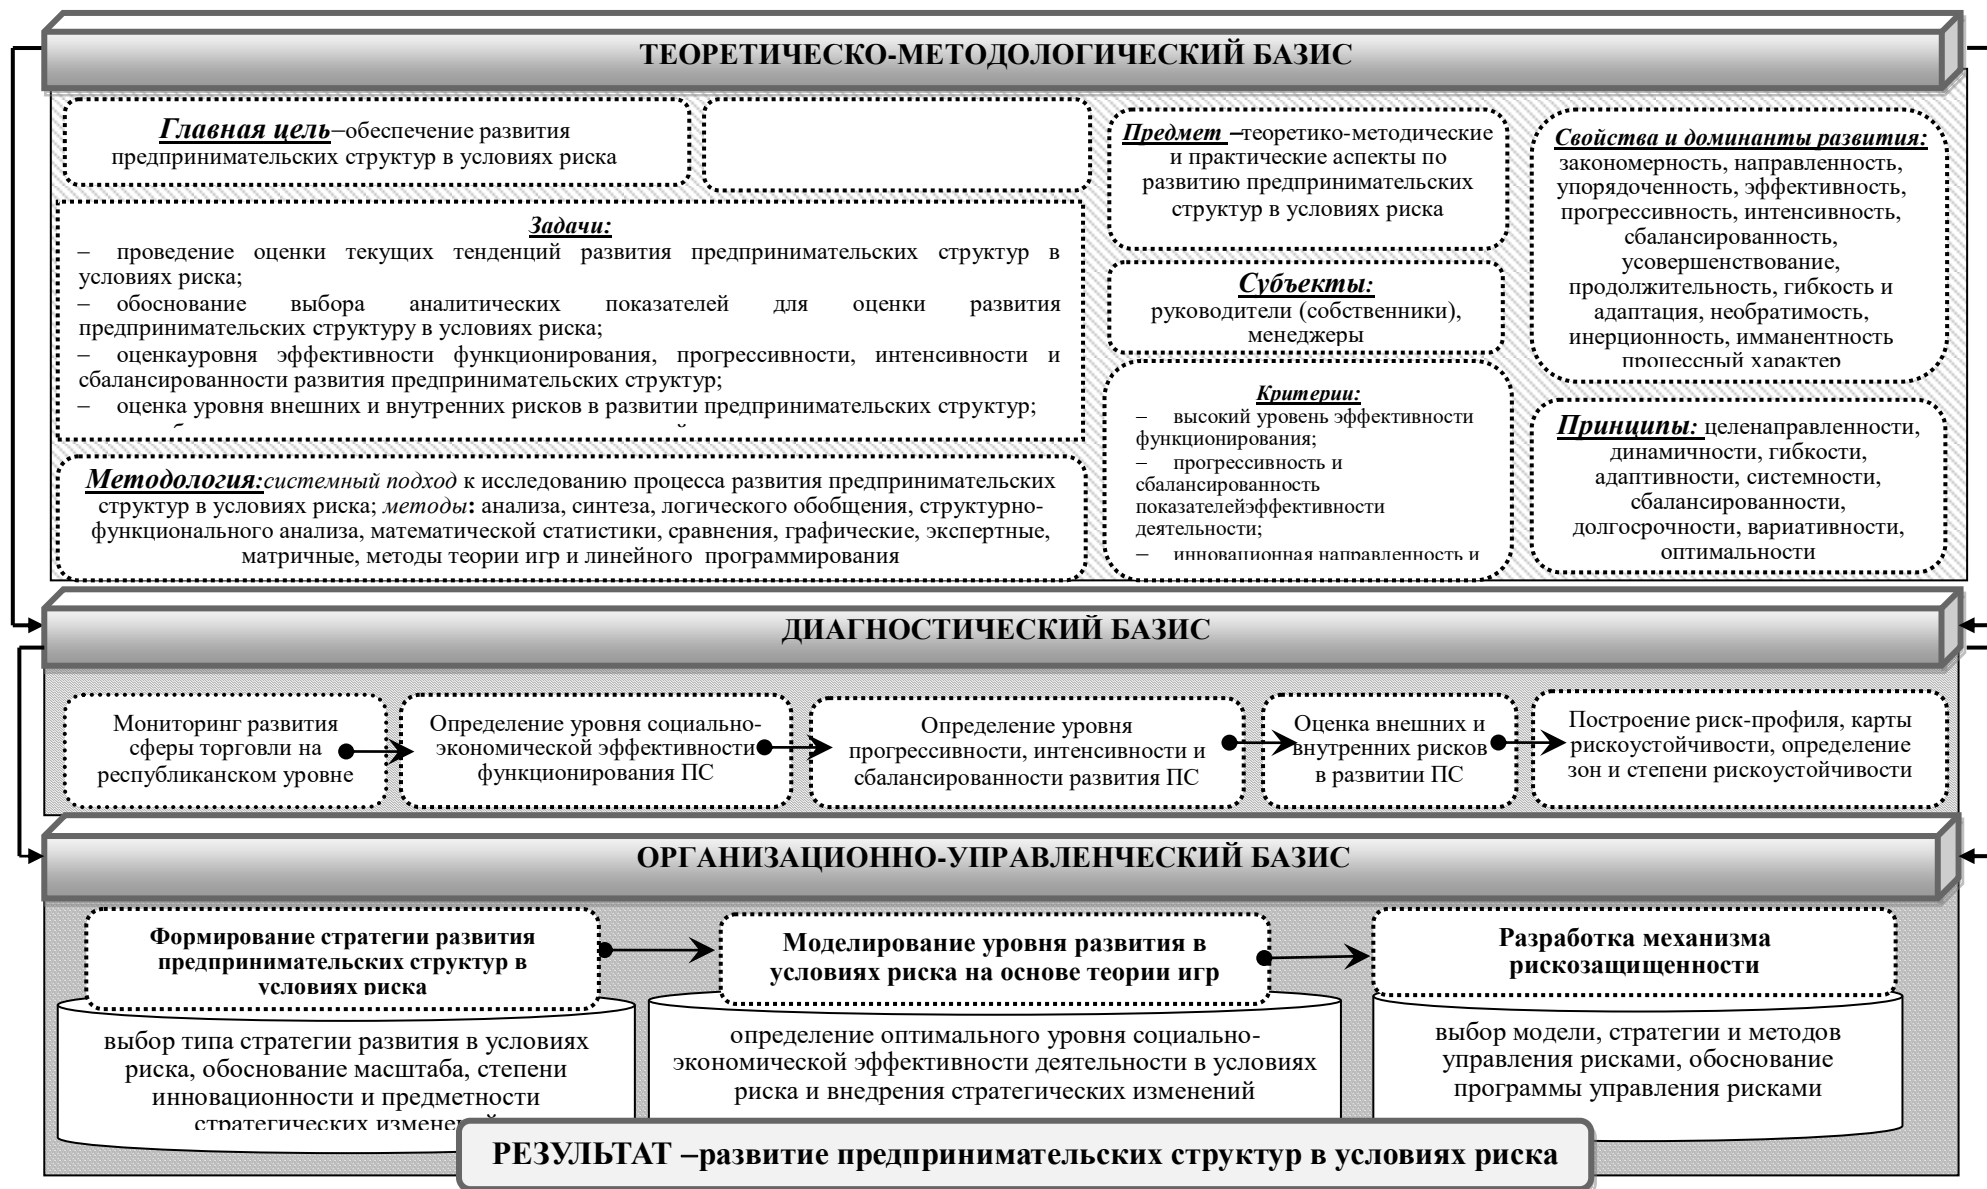 ТЕОРЕТИЧЕСКО-МЕТОДОЛОГИЧЕСКИЙ БАЗИС
Главная цель–обеспечение развития
предпринимательских структур в условиях риска
Задачи:
– проведение оценки текущих тенденций развития предпринимательских структур в
условиях риска;
– обоснование выбора аналитических показателей для оценки развития
предпринимательских структуру в условиях риска;
– оценкауровня эффективности функционирования, прогрессивности, интенсивности и
сбалансированности развития предпринимательских структур;
– оценка уровня внешних и внутренних рисков в развитии предпринимательских структур;
Методология:системный подход к исследованию процесса развития предпринимательских
структур в условиях риска; методы: анализа, синтеза, логического обобщения, структурно-
функционального анализа, математической статистики, сравнения, графические, экспертные,
матричные, методы теории игр и линейного программирования
Предмет –теоретико-методические
и практические аспекты по
развитию предпринимательских
структур в условиях риска
Субъекты:
руководители (собственники),
менеджеры
Критерии:
– высокий уровень эффективности
функционирования;
– прогрессивность и
сбалансированность
показателейэффективности
деятельности;
– инновационная направленность и
Свойства и доминанты развития:
закономерность, направленность,
упорядоченность, эффективность,
прогрессивность, интенсивность,
сбалансированность,
усовершенствование,
продолжительность, гибкость и
адаптация, необратимость,
инерционность, имманентность
процессный характер
Принципы: целенаправленности,
динамичности, гибкости,
адаптивности, системности,
сбалансированности,
долгосрочности, вариативности,
оптимальности
ДИАГНОСТИЧЕСКИЙ БАЗИС
Мониторинг развития
сферы торговли на
республиканском уровне
Определение уровня социально-
экономической эффективности
функционирования ПС
Определение уровня
прогрессивности, интенсивности и
сбалансированности развития ПС
Оценка внешних и
внутренних рисков
в развитии ПС
Построение риск-профиля, карты
рискоустойчивости, определение
зон и степени рискоустойчивости
ОРГАНИЗАЦИОННО-УПРАВЛЕНЧЕСКИЙ БАЗИС
Формирование стратегии развития
предпринимательских структур в
условиях риска
выбор типа стратегии развития в условиях
риска, обоснование масштаба, степени
инновационности и предметности
стратегических
Моделирование уровня развития в
условиях риска на основе теории игр
определение оптимального уровня социально-
экономической эффективности деятельности в условиях
риска и внедрения стратегических изменений
Разработка механизма
рискозащищенности
выбор модели, стратегии и методов
управления рисками, обоснование
программы управления рисками
РЕЗУЛЬТАТ –развитие предпринимательских структур в условиях риска